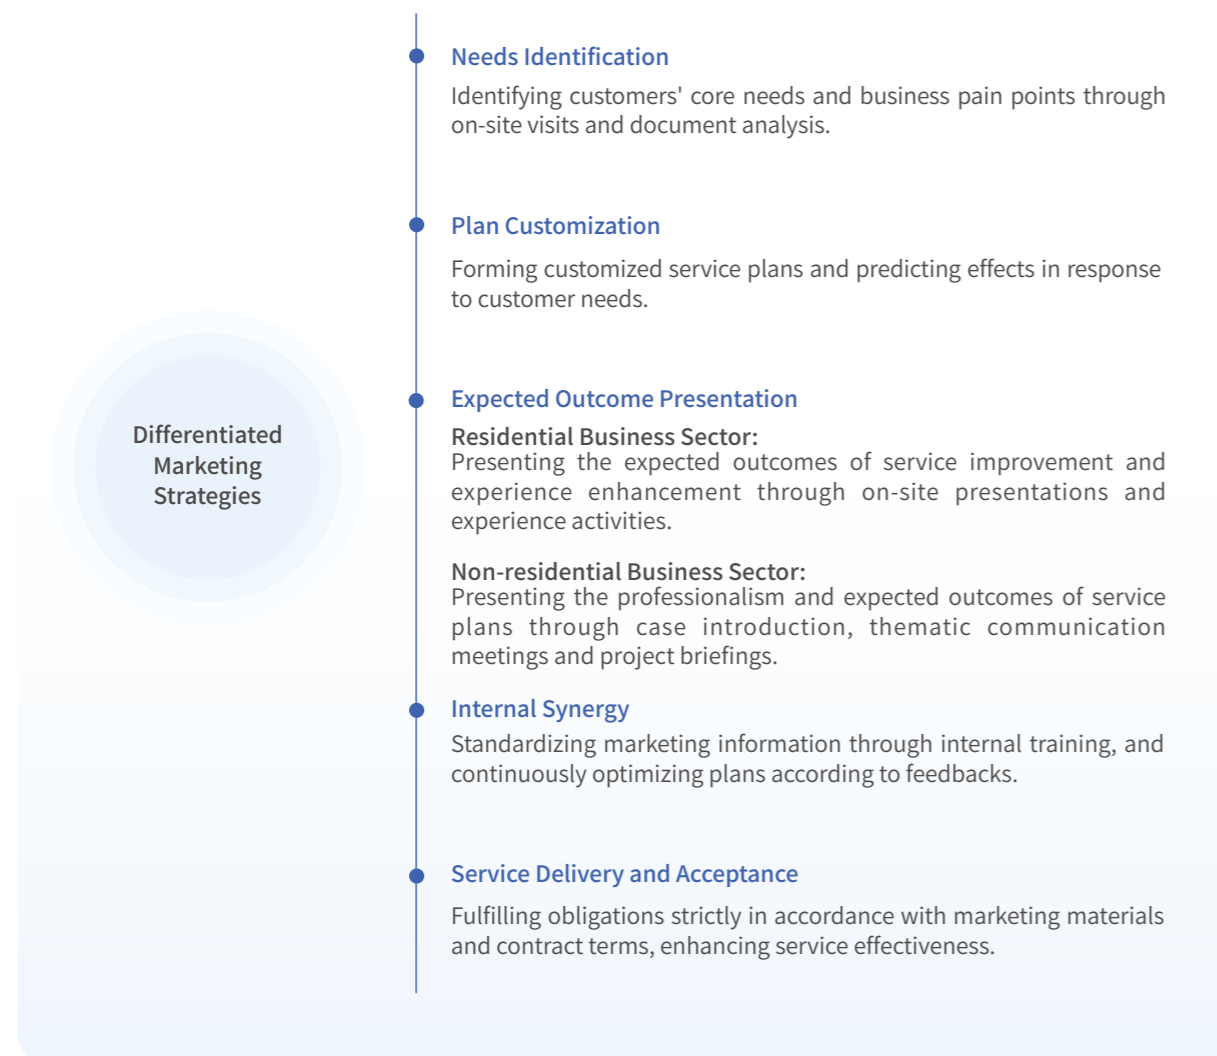 Differentiated
Marketing
Strategies
Needs Identification
Identifying customers' core needs and business pain points through
on-site visits and document analysis.
Plan Customization
Forming customized service plans and predicting effects in response
to customer needs.
Expected Outcome Presentation
Residential Business Sector:
Presenting the expected outcomes of service improvement and
experience enhancement through on-site presentations and
experience activities.
Non-residential Business Sector:
Presenting the professionalism and expected outcomes of service
plans through case introduction, thematic communication
meetings and project briefings.
Internal Synergy
Standardizing marketing information through internal training, and
continuously optimizing plans according to feedbacks.
Service Delivery and Acceptance
Fulfilling obligations strictly in accordance with marketing materials
and contract terms, enhancing service effectiveness.